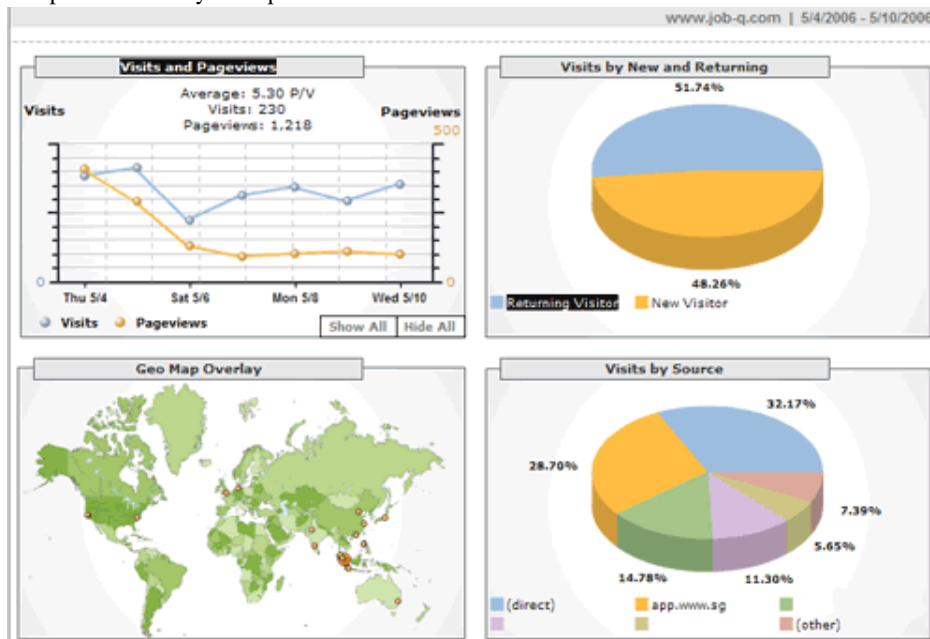 www.job-q.com | 5/4/2006 - 5/10/2006
Visits and Pageviews
Average: 5.30 P/V
Visits: 230
Pageviews: 1,218
Visits
Pageviews
500
0
0
Thu 5/4
Sat 5/6
Mon 5/8
Wed 5/10
Visits
Pageviews
Show All
Hide All
Visits by New and Returning
51.74%
48.26%
Returning Visitor
New Visitor
Geo Map Overlay
Visits by Source
32.17%
28.70%
7.39%
5.65%
14.78%
11.30%
(direct)
app.www.sg
(other)